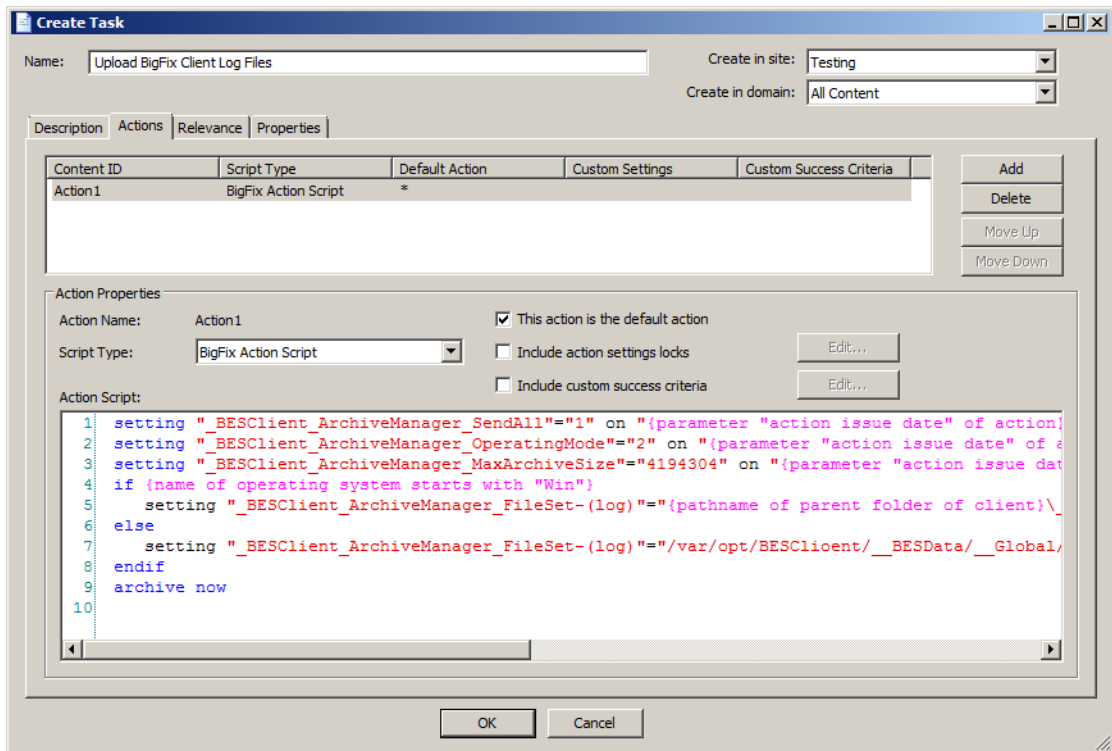 Create Task
Name: Upload BigFix Client Log Files
Create in site: Testing
Create in domain: All Content
Description Actions Relevance Properties
Content ID Script Type Default Action Custom Settings Custom Success Criteria
Action1 BigFix Action Script *
Add
Delete
Move Up
Move Down
Action Properties
Action Name: Action1
This action is the default action
Script Type: BigFix Action Script
Include action settings locks Edit...
Include custom success criteria Edit...
Action Script:
1 setting "_BESClient_ArchiveManager_SendAll"="1" on "{parameter "action issue date" of action}
2 setting "_BESClient_ArchiveManager_OperatingMode"="2" on "{parameter "action issue date" of a
3 setting "_BESClient_ArchiveManager_MaxArchiveSize"="4194304" on "{parameter "action issue dat
4 if {name of operating system starts with "Win"}
5 setting "_BESClient_ArchiveManager_FileSet-(log)"="{pathname of parent folder of client}\_
6 else
7 setting "_BESClient_ArchiveManager_FileSet-(log)"="/var/opt/BESClioent/__BESData/__Global/
8 endif
9 archive now
10
OK Cancel